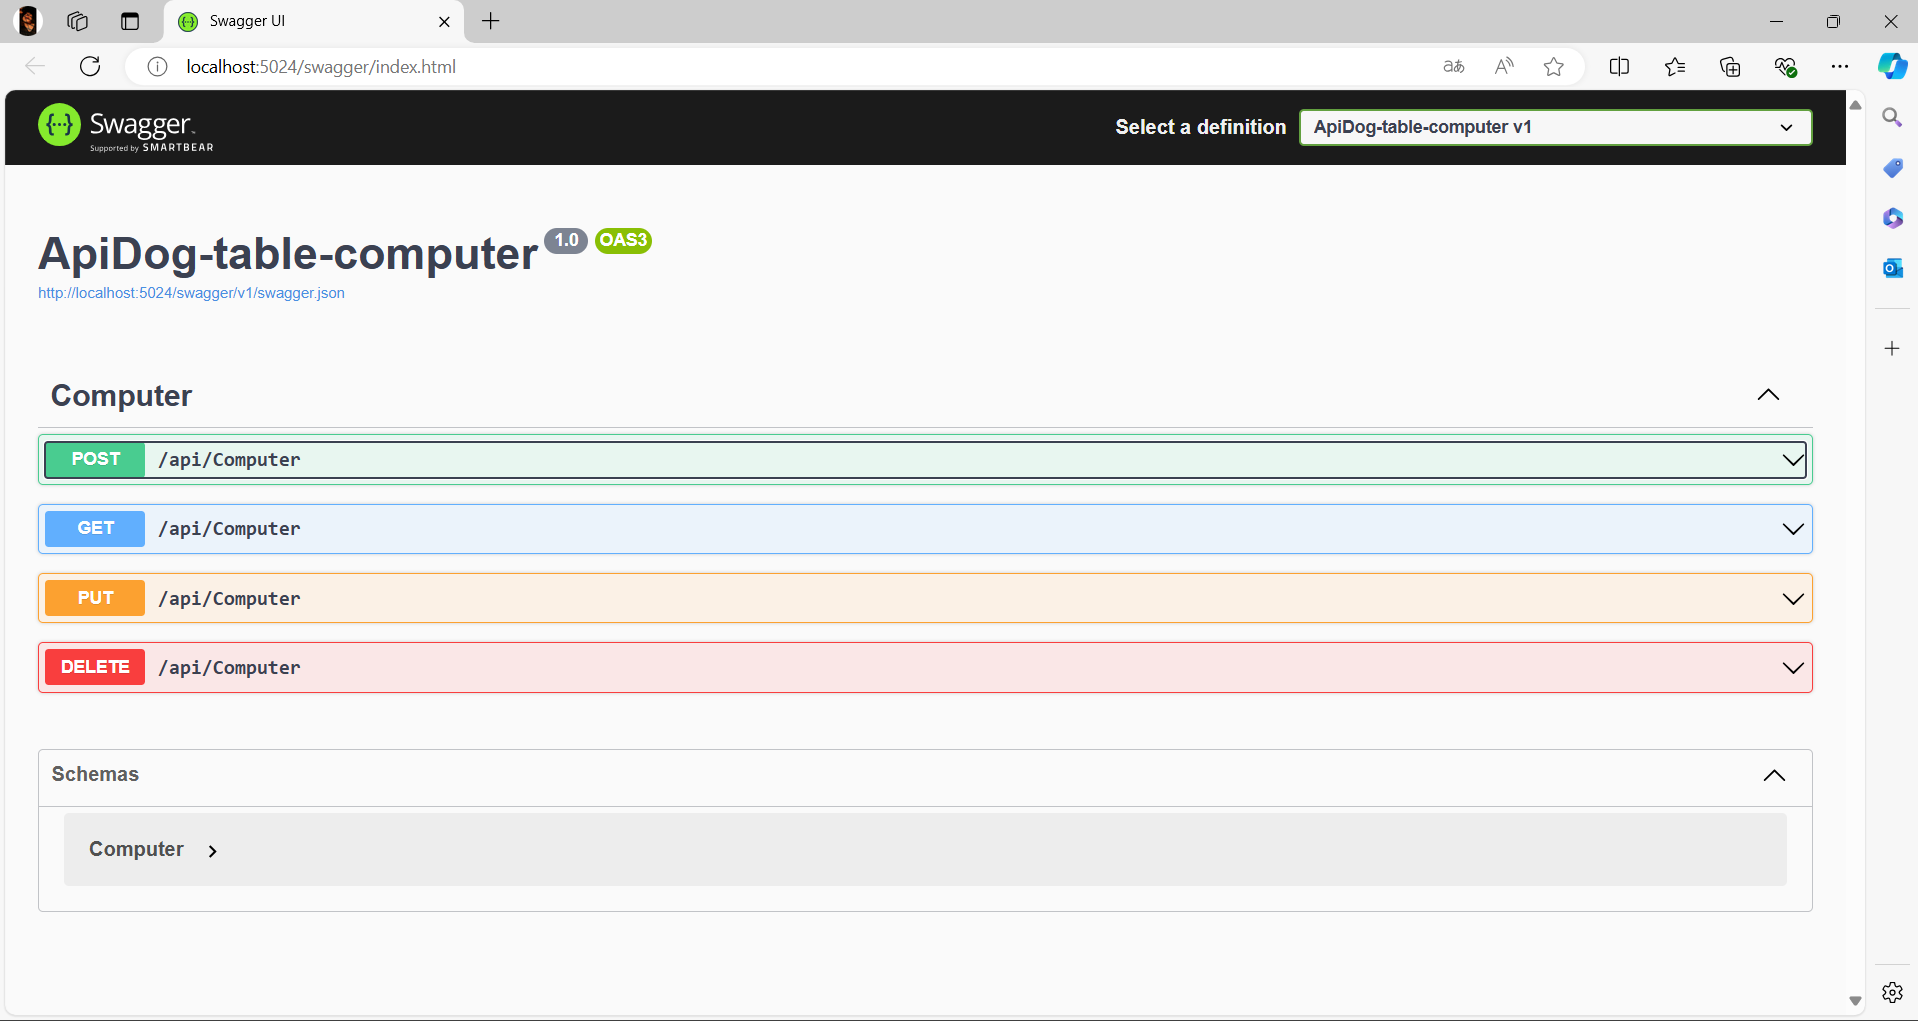 Swagger UI
localhost:5024/swagger/index.html
aあ
A
Swagger
Supported by SMARTBEAR
Select a definition
ApiDog-table-computer v1
ApiDog-table-computer 1.0 OAS3
http://localhost:5024/swagger/v1/swagger.json
Computer
POST /api/Computer
GET /api/Computer
PUT /api/Computer
DELETE /api/Computer
Schemas
Computer